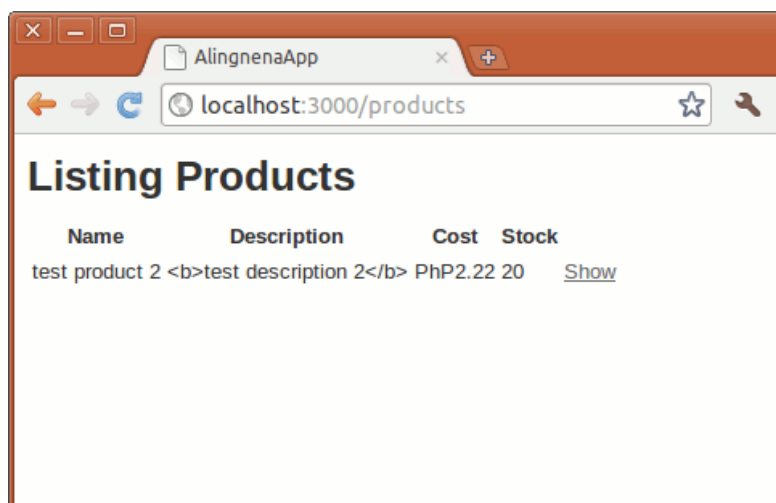 AlingnenaApp
localhost:3000/products
Listing Products
Name Description Cost Stock
test product 2 <b>test description 2</b> PhP2.22 20 Show